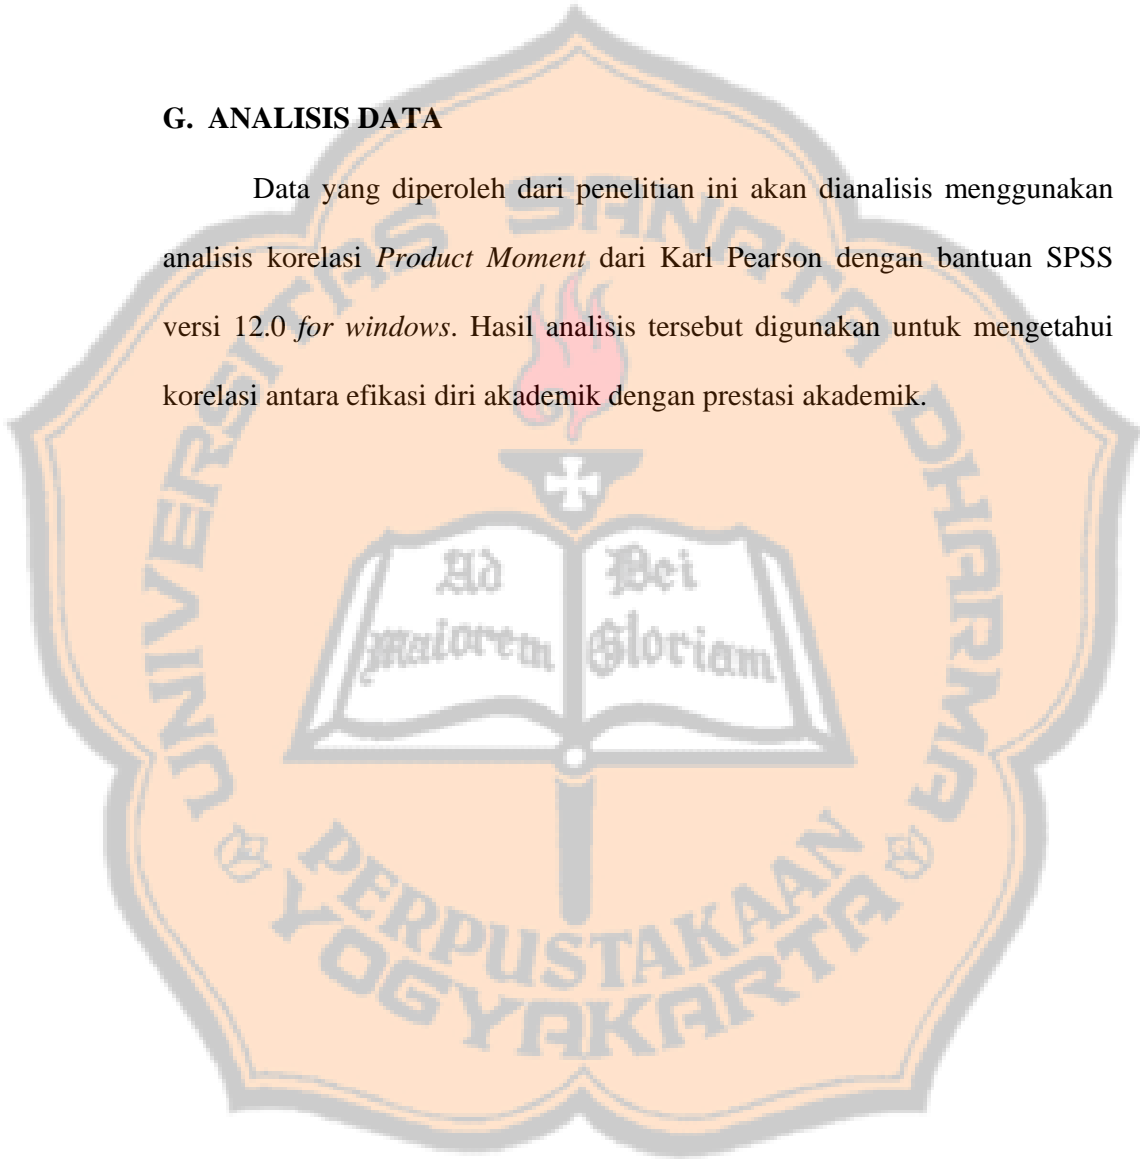 G. ANALISIS DATA
Data yang diperoleh dari penelitian ini akan dianalisis menggunakan
analisis korelasi Product Moment dari Karl Pearson dengan bantuan SPSS
versi 12.0 for windows. Hasil analisis tersebut digunakan untuk mengetahui
korelasi antara efikasi diri akademik dengan prestasi akademik.
UNIVERSITAS SANATA DHARMA
Ad Dei
maiorem Gloriam
PERPUSTAKAAN
YOGYAKARTA